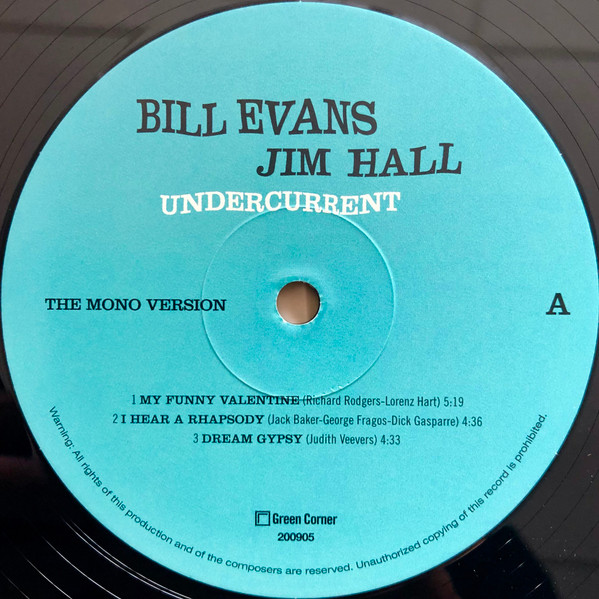 BILL EVANS
JIM HALL
UNDERCURRENT
THE MONO VERSION
A
1 MY FUNNY VALENTINE (Richard Rodgers-Lorenz Hart) 5:19
2 I HEAR A RHAPSODY (Jack Baker-George Fragos-Dick Gasparre) 4:36
3 DREAM GYPSY (Judith Veevers) 4:33
Green Corner
200905
Warning: All rights of this production and of the composers are reserved. Unauthorized copying of this record is prohibited.